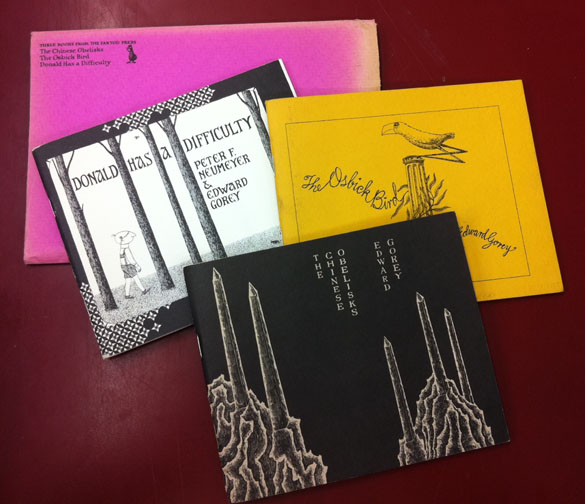 THREE BOOKS FROM THE FANTOD PRESS
The Chinese Obelisks
The Osbick Bird
Donald Has a Difficulty
DONALD HAS A DIFFICULTY
PETER F.
NEUMEYER
&
EDWARD
GOREY
The Osbick Bird
Edward Gorey
THE
CHINESE
OBELISKS
EDWARD
GOREY